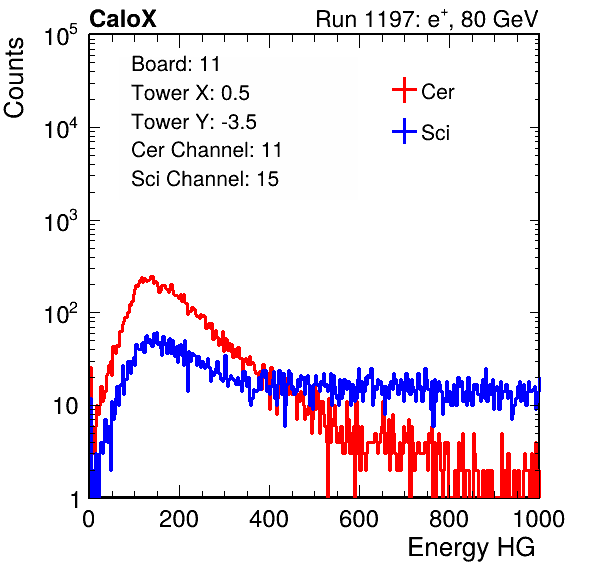 CaloX Run 1197: e⁺, 80 GeV
Counts
10⁵
10⁴
10³
10²
10
1
Board: 11
Tower X: 0.5
Tower Y: -3.5
Cer Channel: 11
Sci Channel: 15
Cer
Sci
0 200 400 600 800 1000
Energy HG